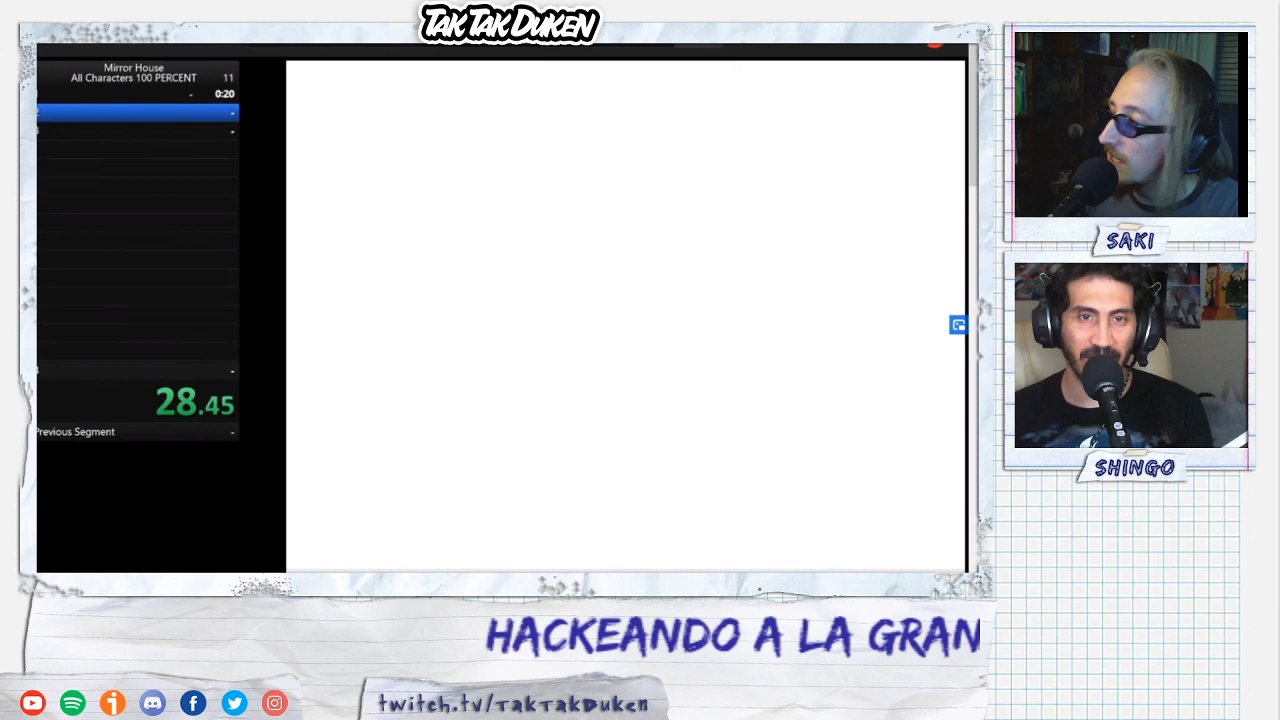 TAK TAK DUKEN
Mirror House
All Characters 100 PERCENT 11
- 0:20
-
-
-
28.45
Previous Segment -
SAKI
SHINGO
HACKEANDO A LA GRAN
twitch.tv/TAKTAKDUKEN